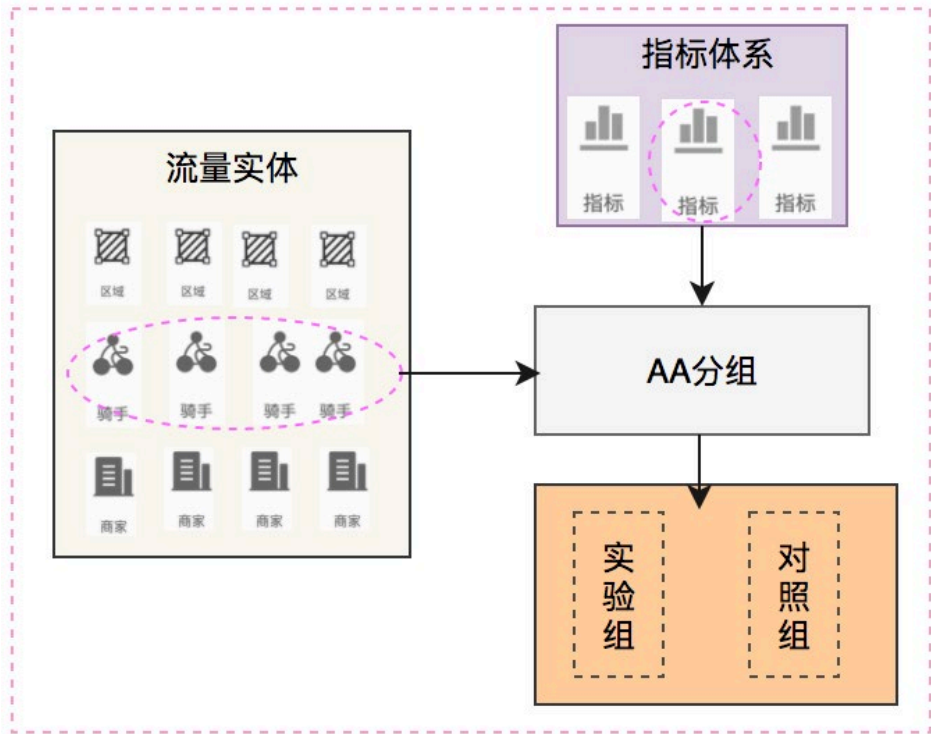 指标体系
指标 指标 指标
流量实体
区域 区域 区域 区域
骑手 骑手 骑手 骑手
商家 商家 商家 商家
AA分组
实验组
对照组